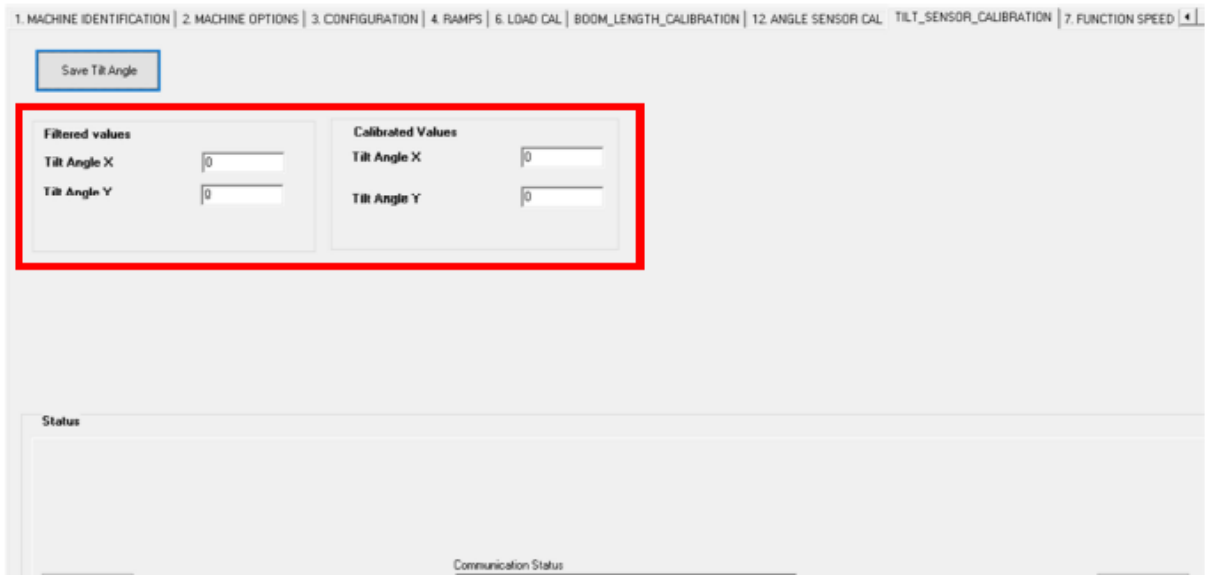 1. MACHINE IDENTIFICATION | 2. MACHINE OPTIONS | 3. CONFIGURATION | 4. RAMPS | 6. LOAD CAL | BOOM_LENGTH_CALIBRATION | 12. ANGLE SENSOR CAL TILT_SENSOR_CALIBRATION | 7. FUNCTION SPEED
Save Tilt Angle
Filtered values
Tilt Angle X 0
Tilt Angle Y 0
Calibrated Values
Tilt Angle X 0
Tilt Angle Y 0
Status
Communication Status